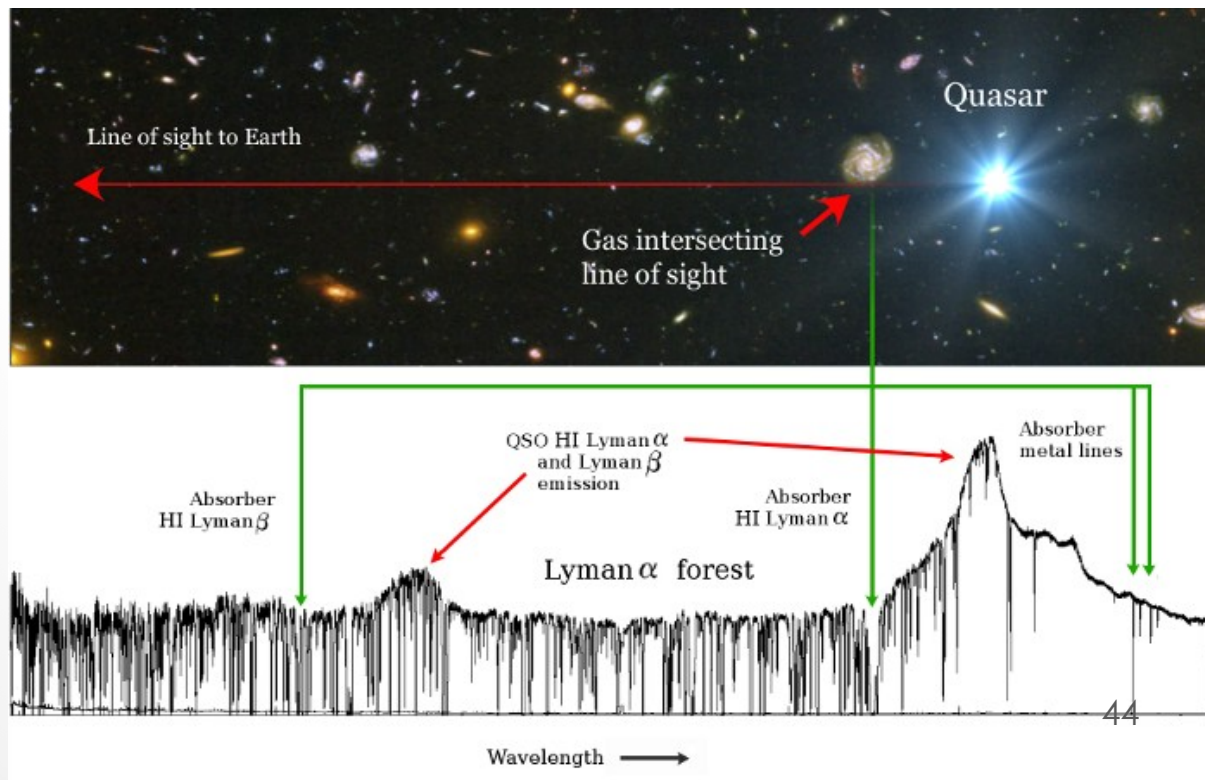 Quasar
Line of sight to Earth
Gas intersecting
line of sight
QSO HI Lyman α
and Lyman β
emission
Absorber
metal lines
Absorber
HI Lyman β
Absorber
HI Lyman α
Lyman α forest
44
Wavelength